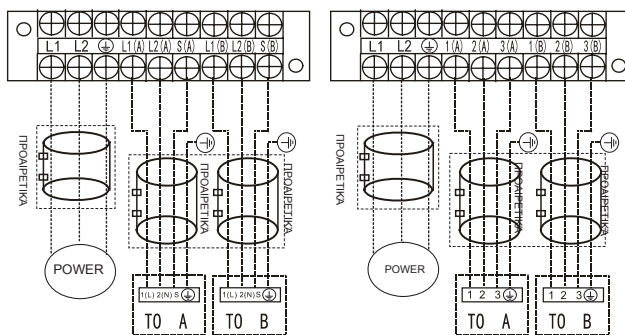 L1 L2 L1(A) L2(A) S(A) L1(B) L2(B) S(B)
ΠΡΟΑΙΡΕΤΙΚΑ
ΠΡΟΑΙΡΕΤΙΚΑ
ΠΡΟΑΙΡΕΤΙΚΑ
POWER
1(L) 2(N) S
1(L) 2(N) S
TO A
TO B
L1 L2 1(A) 2(A) 3(A) 1(B) 2(B) 3(B)
ΠΡΟΑΙΡΕΤΙΚΑ
ΠΡΟΑΙΡΕΤΙΚΑ
ΠΡΟΑΙΡΕΤΙΚΑ
POWER
1 2 3
1 2 3
TO A
TO B